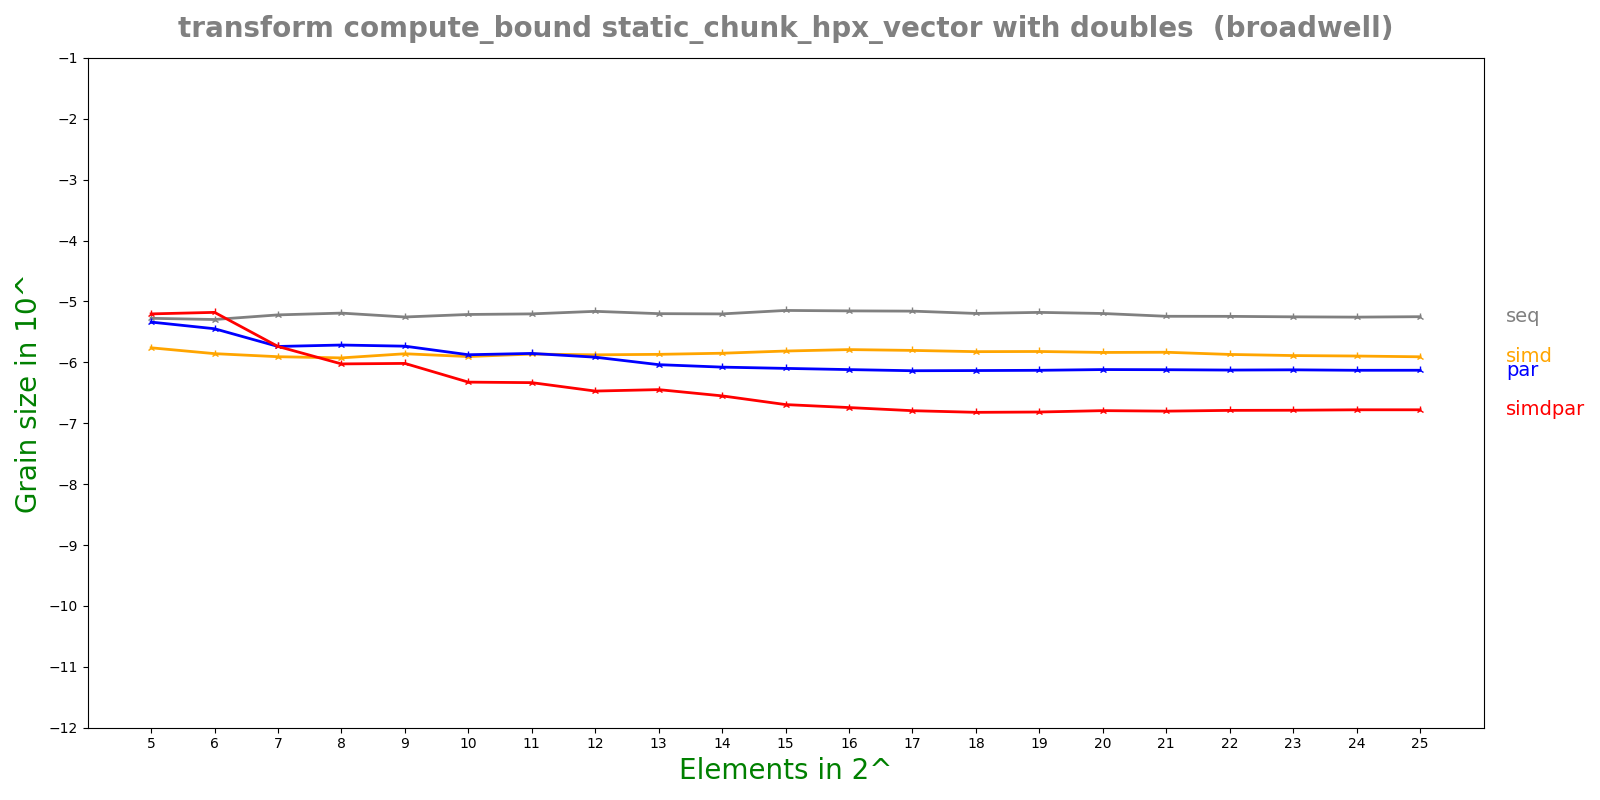 transform compute_bound static_chunk_hpx_vector with doubles  (broadwell)
Grain size in 10^
−1
−2
−3
−4
−5
−6
−7
−8
−9
−10
−11
−12
seq
simd
par
simdpar
5 6 7 8 9 10 11 12 13 14 15 16 17 18 19 20 21 22 23 24 25
Elements in 2^